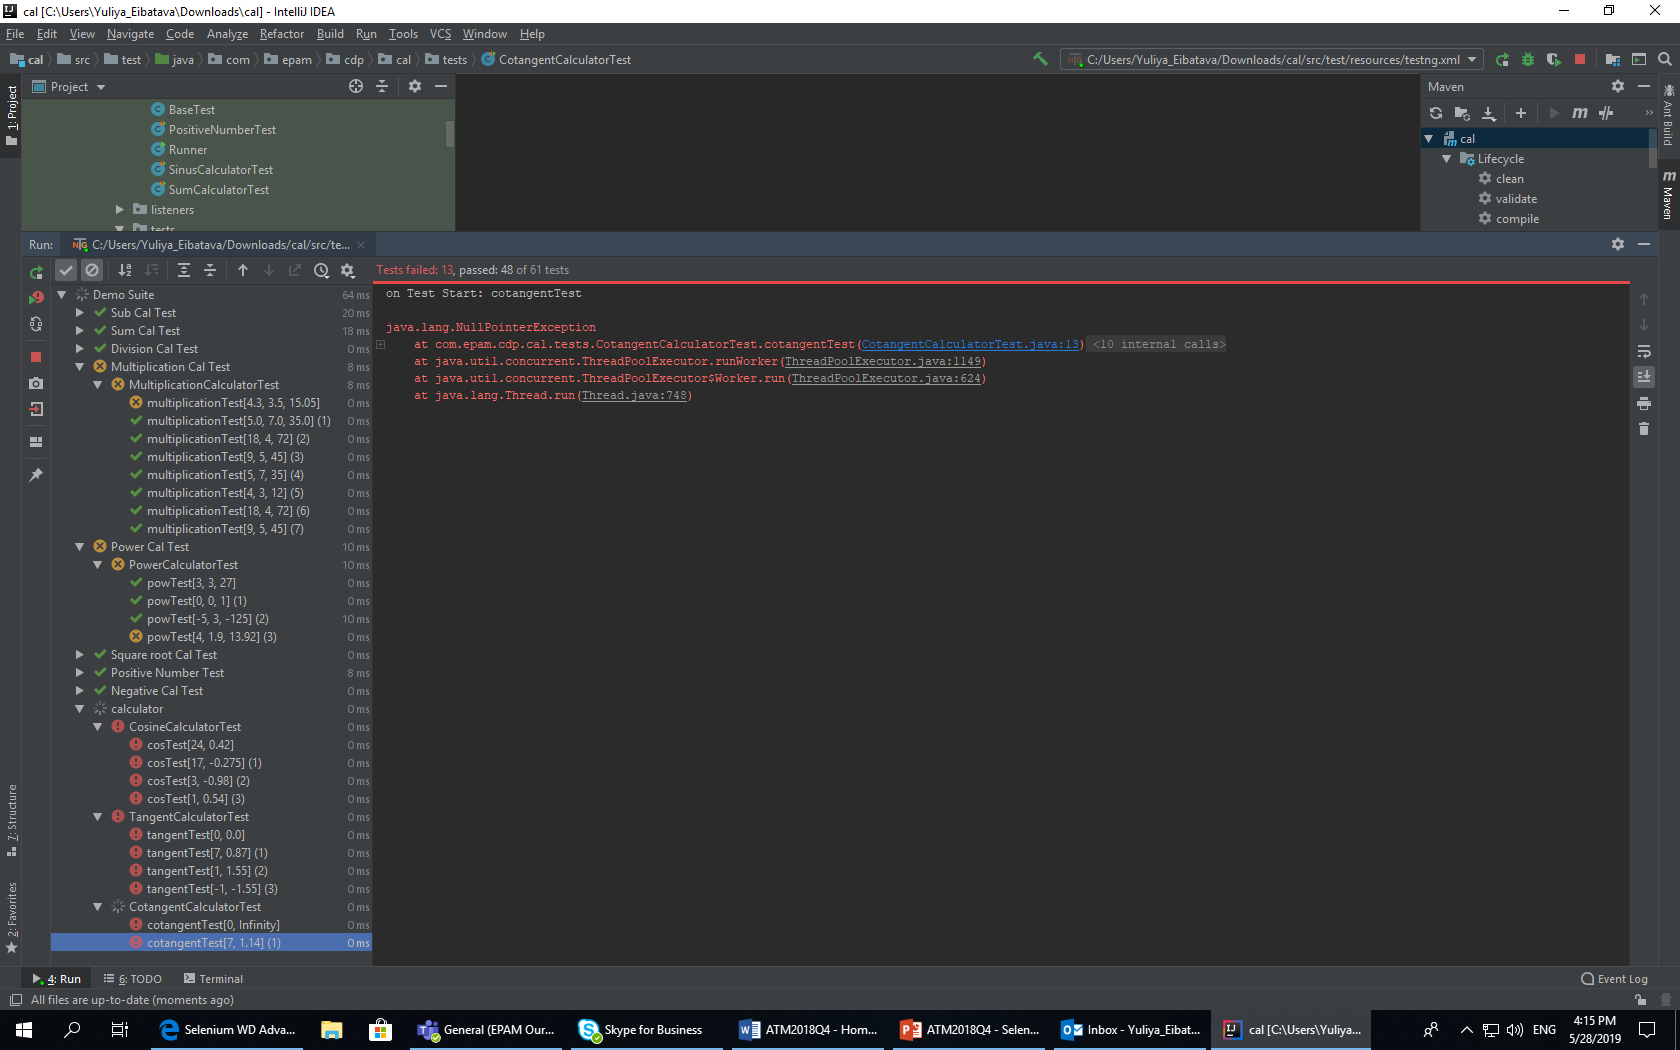 cal [C:\Users\Yuliya_Eibatava\Downloads\cal] - IntelliJ IDEA
File Edit View Navigate Code Analyze Refactor Build Run Tools VCS Window Help
cal src test java com epam cdp cal tests CotangentCalculatorTest
C:/Users/Yuliya_Eibatava/Downloads/cal/src/test/resources/testng.xml
Project
Maven
1: Project
BaseTest
PositiveNumberTest
Runner
SinusCalculatorTest
SumCalculatorTest
listeners
tests
cal
Lifecycle
clean
validate
compile
Ant Build
Maven
Run: C:/Users/Yuliya_Eibatava/Downloads/cal/src/te...
Tests failed: 13, passed: 48 of 61 tests
Demo Suite 64 ms
Sub Cal Test 20 ms
Sum Cal Test 18 ms
Division Cal Test 8 ms
Multiplication Cal Test 8 ms
MultiplicationCalculatorTest 8 ms
multiplicationTest[4.3, 3.5, 15.05] 0 ms
multiplicationTest[5.0, 7.0, 35.0] (1) 0 ms
multiplicationTest[18, 4, 72] (2) 0 ms
multiplicationTest[9, 5, 45] (3) 0 ms
multiplicationTest[5, 7, 35] (4) 0 ms
multiplicationTest[4, 3, 12] (5) 0 ms
multiplicationTest[18, 4, 72] (6) 0 ms
multiplicationTest[9, 5, 45] (7) 0 ms
Power Cal Test 10 ms
PowerCalculatorTest 10 ms
powTest[3, 3, 27] 0 ms
powTest[0, 0, 1] (1) 0 ms
powTest[-5, 3, -125] (2) 10 ms
powTest[4, 1.9, 13.92] (3) 0 ms
Square root Cal Test 0 ms
Positive Number Test 8 ms
Negative Cal Test 0 ms
calculator 0 ms
CosineCalculatorTest 0 ms
cosTest[24, 0.42] 0 ms
cosTest[17, -0.275] (1) 0 ms
cosTest[3, -0.98] (2) 0 ms
cosTest[1, 0.54] (3) 0 ms
TangentCalculatorTest 0 ms
tangentTest[0, 0.0] 0 ms
tangentTest[7, 0.87] (1) 0 ms
tangentTest[1, 1.55] (2) 0 ms
tangentTest[-1, -1.55] (3) 0 ms
CotangentCalculatorTest 0 ms
cotangentTest[0, Infinity] 0 ms
cotangentTest[7, 1.14] (1) 0 ms
on Test Start: cotangentTest
java.lang.NullPointerException
at com.epam.cdp.cal.tests.CotangentCalculatorTest.cotangentTest(CotangentCalculatorTest.java:13) <10 internal calls>
at java.util.concurrent.ThreadPoolExecutor.runWorker(ThreadPoolExecutor.java:1149)
at java.util.concurrent.ThreadPoolExecutor$Worker.run(ThreadPoolExecutor.java:624)
at java.lang.Thread.run(Thread.java:748)
7: Structure
2: Favorites
4: Run 6: TODO Terminal Event Log
All files are up-to-date (moments ago)
Selenium WD Adva... General (EPAM Our... Skype for Business ATM2018Q4 - Hom... ATM2018Q4 - Selen... Inbox - Yuliya_Eibat... cal [C:\Users\Yuliya... ENG 4:15 PM
5/28/2019